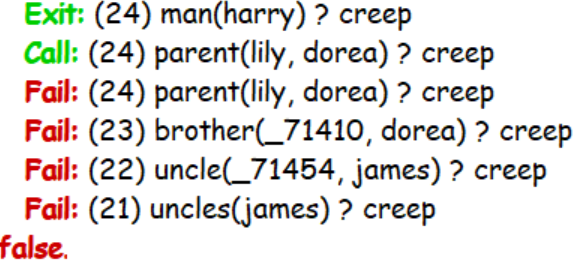 Exit: (24) man(harry) ? creep
Call: (24) parent(lily, dorea) ? creep
Fail: (24) parent(lily, dorea) ? creep
Fail: (23) brother(_71410, dorea) ? creep
Fail: (22) uncle(_71454, james) ? creep
Fail: (21) uncles(james) ? creep
false.